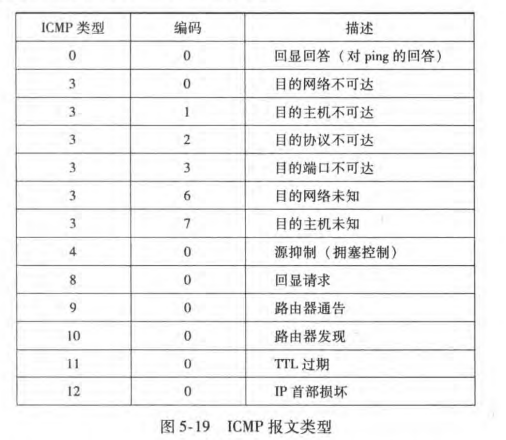 ICMP 类型 编码 描述
0 0 回显回答（对 ping 的回答）
3 0 目的网络不可达
3 1 目的主机不可达
3 2 目的协议不可达
3 3 目的端口不可达
3 6 目的网络未知
3 7 目的主机未知
4 0 源抑制（拥塞控制）
8 0 回显请求
9 0 路由器通告
10 0 路由器发现
11 0 TTL 过期
12 0 IP 首部损坏
图 5-19 ICMP 报文类型